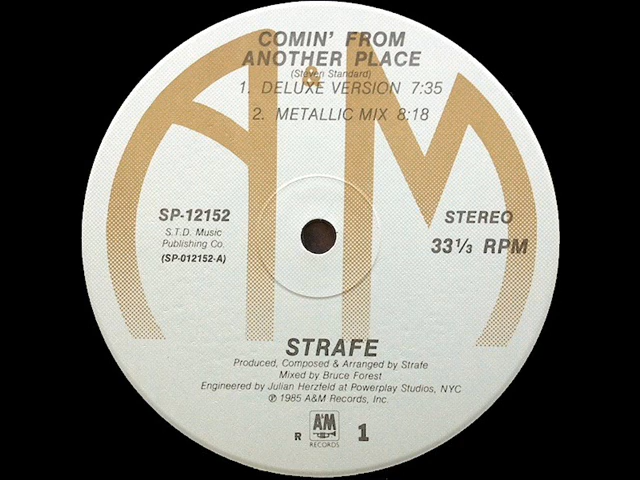 COMIN' FROM
ANOTHER PLACE
(Steven Standard)
&
1. DELUXE VERSION 7:35
2. METALLIC MIX 8:18
A M
SP-12152
S.T.D. Music
Publishing Co.
(SP-012152-A)
STEREO
33 1/3 RPM
STRAFE
Produced, Composed & Arranged by Strafe
Mixed by Bruce Forest
Engineered by Julian Herzfeld at Powerplay Studios, NYC
℗ 1985 A&M Records, Inc.
R
A&M
RECORDS
1